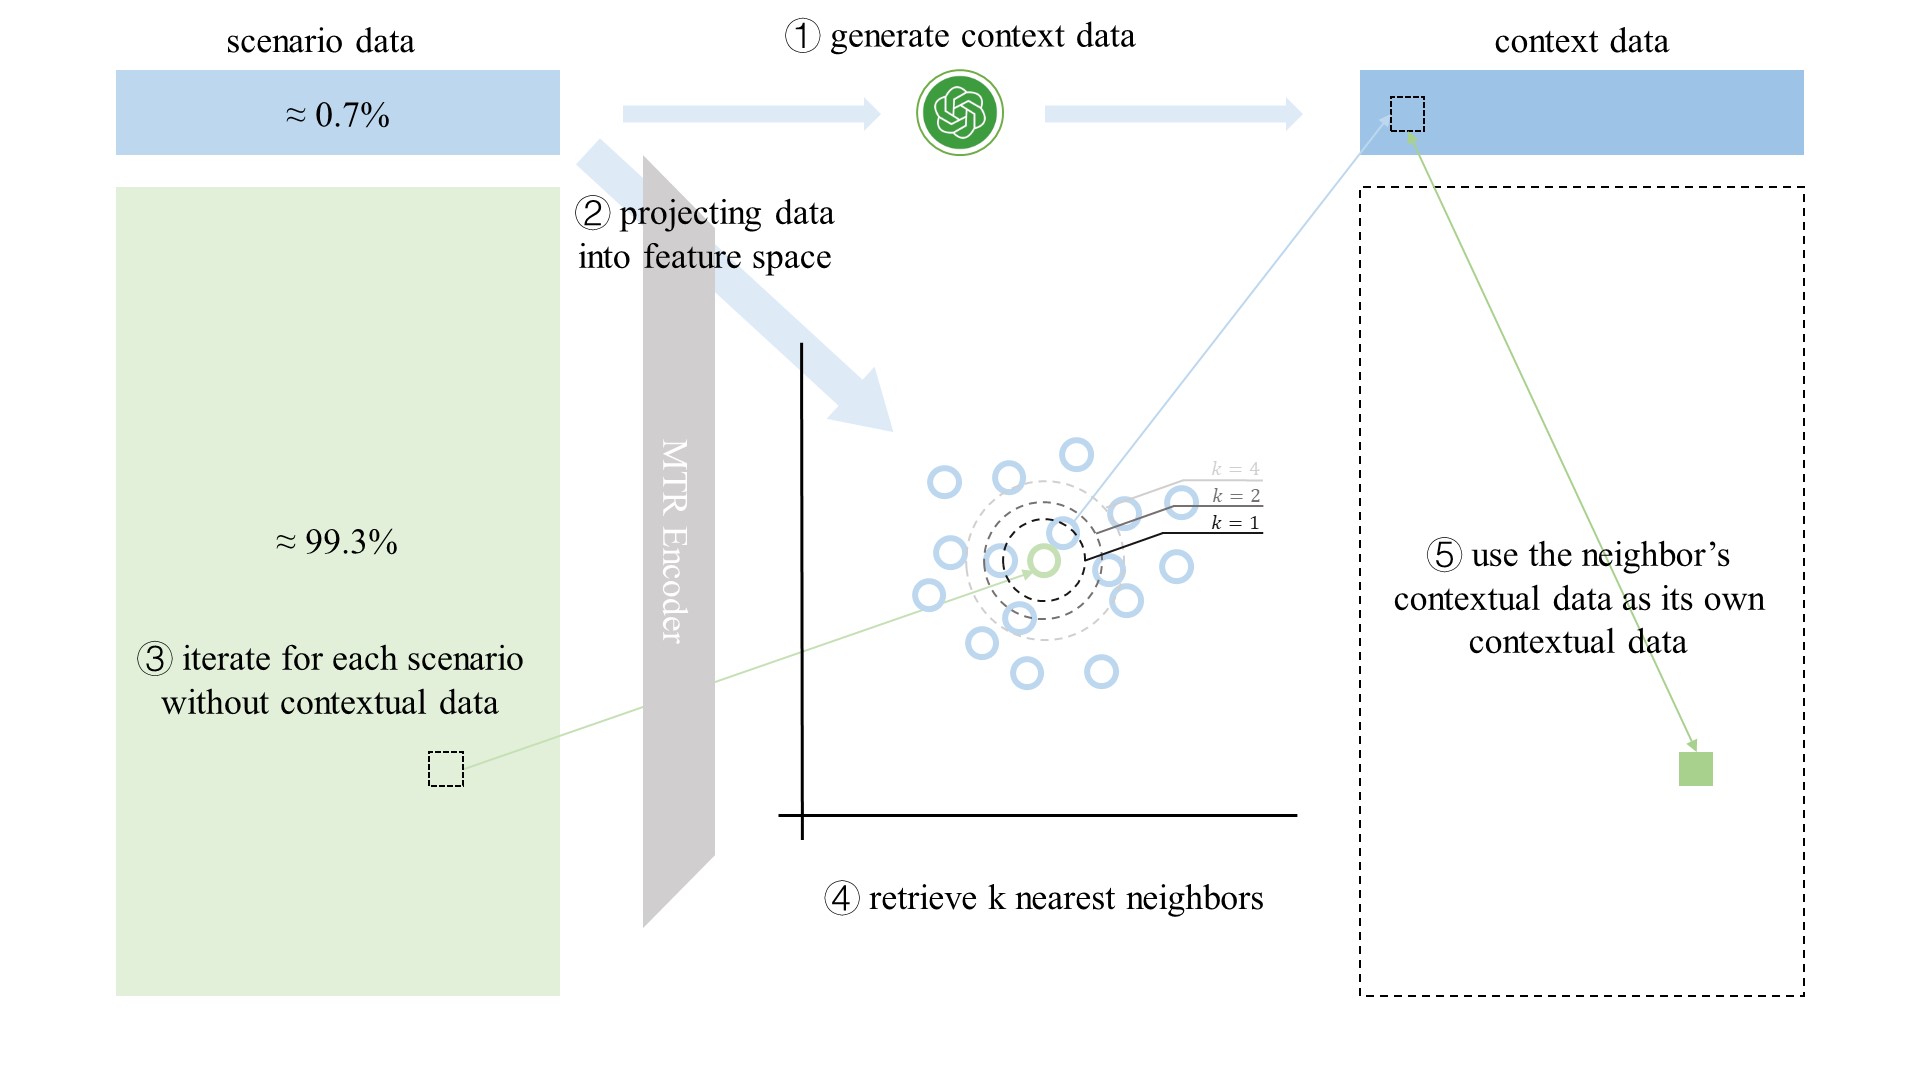 scenario data
① generate context data
context data
≈ 0.7%
② projecting data
into feature space
MTR Encoder
k = 4
k = 2
k = 1
≈ 99.3%
③ iterate for each scenario
without contextual data
④ retrieve k nearest neighbors
⑤ use the neighbor’s
contextual data as its own
contextual data